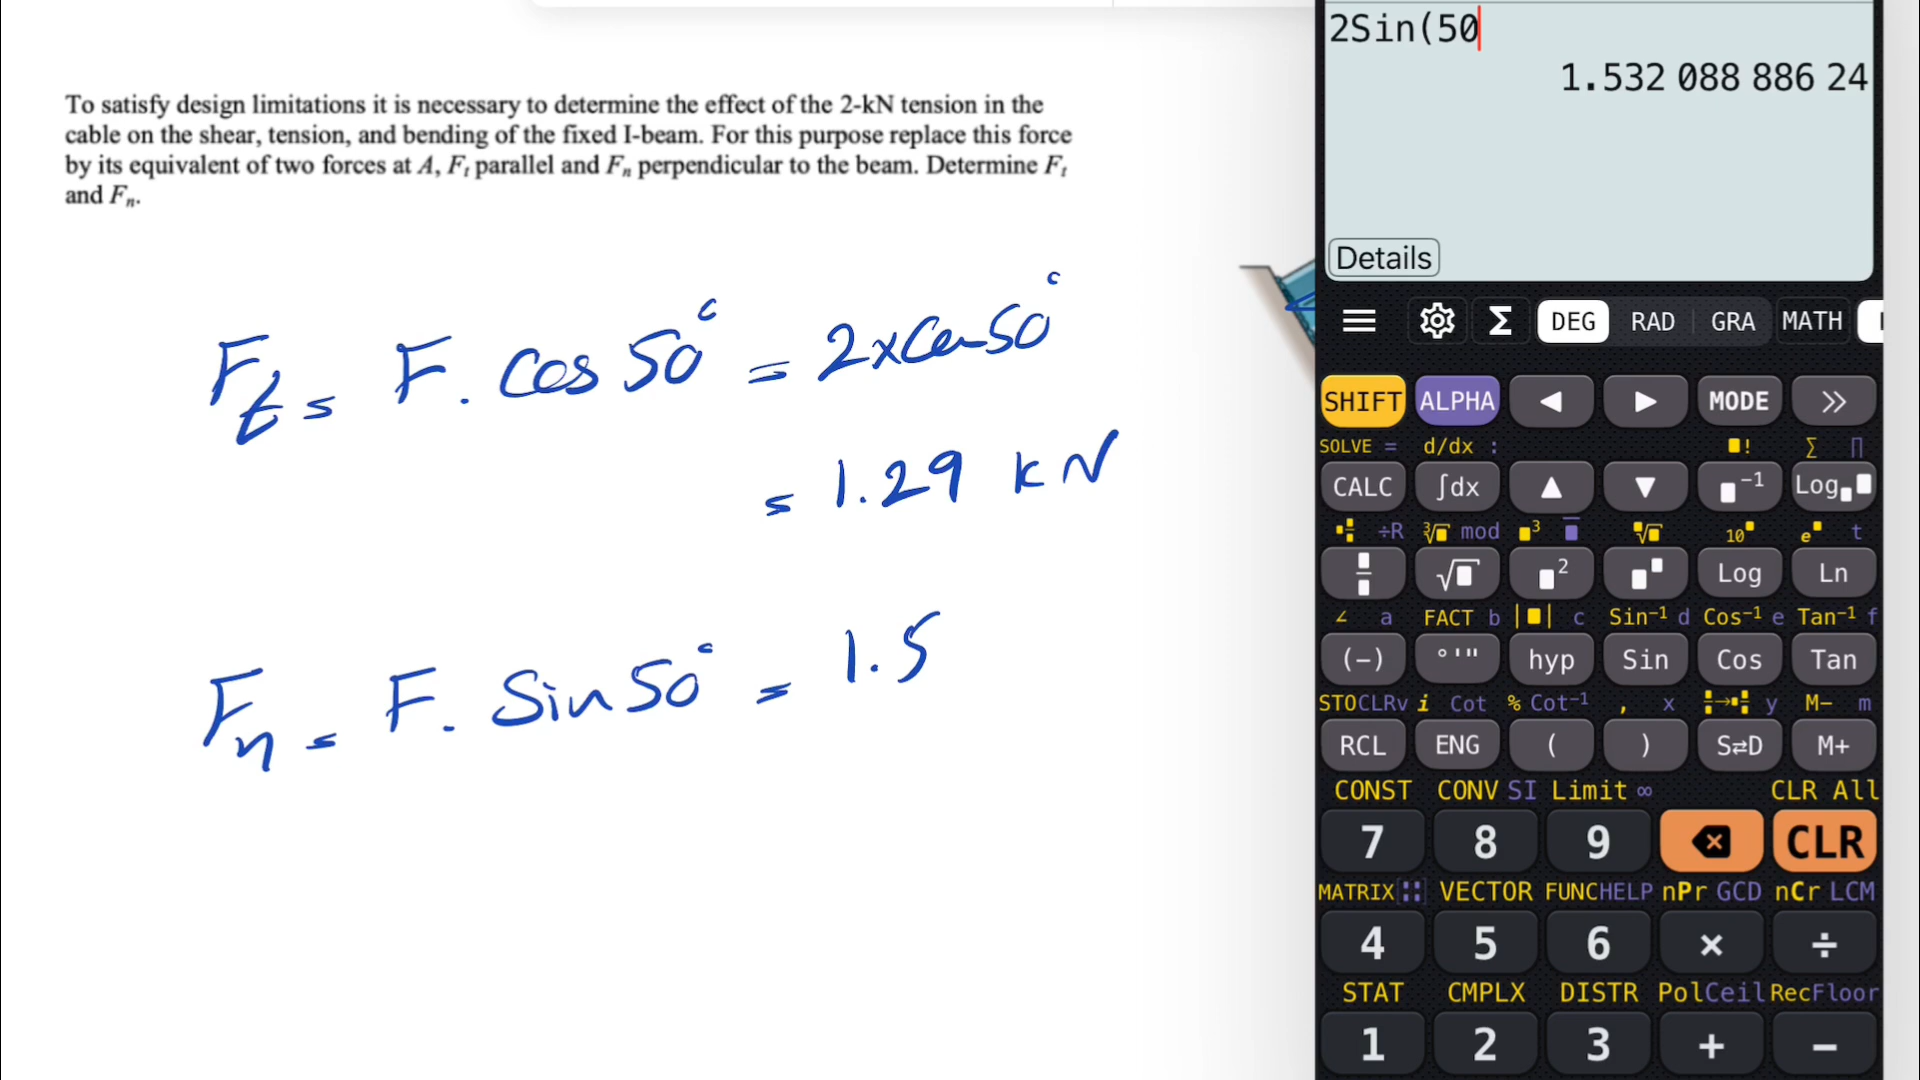 To satisfy design limitations it is necessary to determine the effect of the 2-kN tension in the
cable on the shear, tension, and bending of the fixed I-beam. For this purpose replace this force
by its equivalent of two forces at A, Ft parallel and Fn perpendicular to the beam. Determine Ft
and Fn.
Ft = F. Cos 50° = 2xCos50°
= 1.29 kN
Fn = F. Sin50° = 1.5
2Sin(50
1.532 088 886 24
Details
DEG RAD GRA MATH
SHIFT ALPHA ◀ ▶ MODE >>
SOLVE = d/dx : ■! ∑ ∏
CALC ∫dx ▲ ▼ ■⁻¹ Log■■
÷R ³√■ mod ■³ 10■ e■ t
√■ ■² ■■ Log Ln
∠ a FACT b |■| c Sin⁻¹ d Cos⁻¹ e Tan⁻¹ f
(−) °'" hyp Sin Cos Tan
STO CLRv i Cot % Cot⁻¹ , x y M− m
RCL ENG ( ) S⇄D M+
CONST CONV SI Limit ∞ CLR All
7 8 9 CLR
MATRIX VECTOR FUNC HELP nPr GCD nCr LCM
4 5 6 × ÷
STAT CMPLX DISTR Pol Ceil Rec Floor
1 2 3 + −